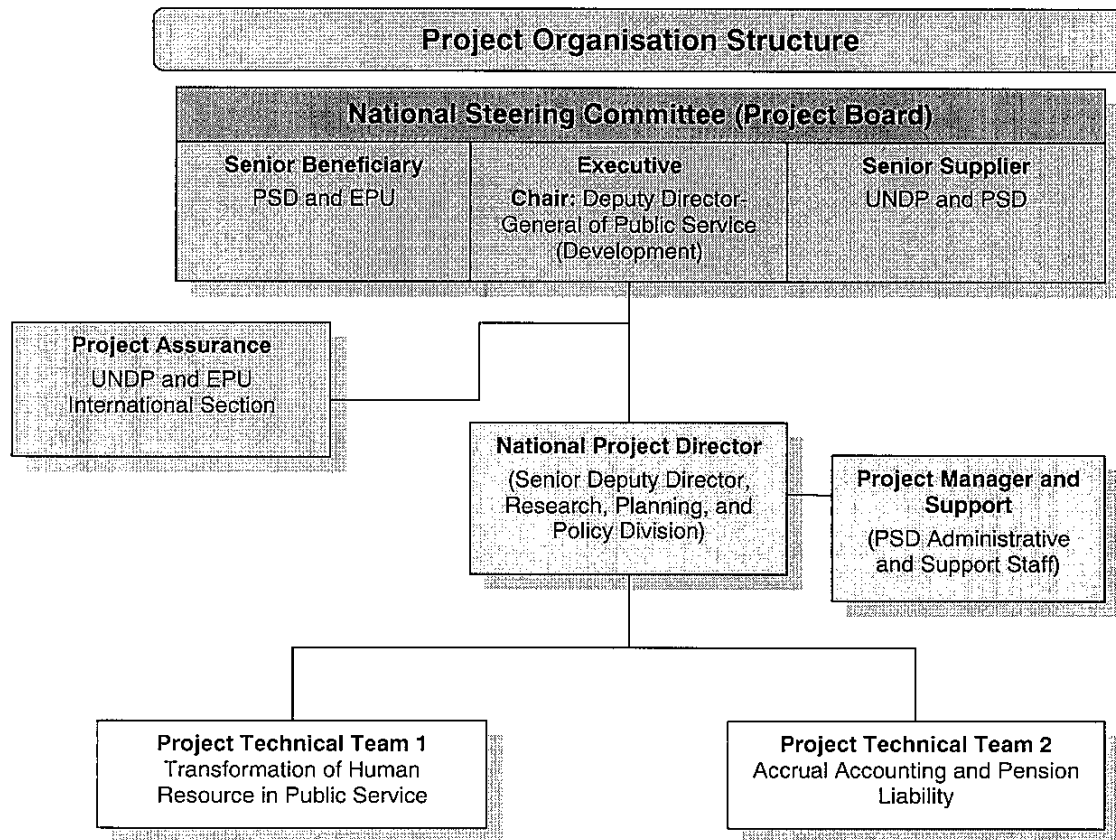 Project Organisation Structure
National Steering Committee (Project Board)
Senior Beneficiary
PSD and EPU
Executive
Chair: Deputy Director-
General of Public Service
(Development)
Senior Supplier
UNDP and PSD
Project Assurance
UNDP and EPU
International Section
National Project Director
(Senior Deputy Director,
Research, Planning, and
Policy Division)
Project Manager and
Support
(PSD Administrative
and Support Staff)
Project Technical Team 1
Transformation of Human
Resource in Public Service
Project Technical Team 2
Accrual Accounting and Pension
Liability